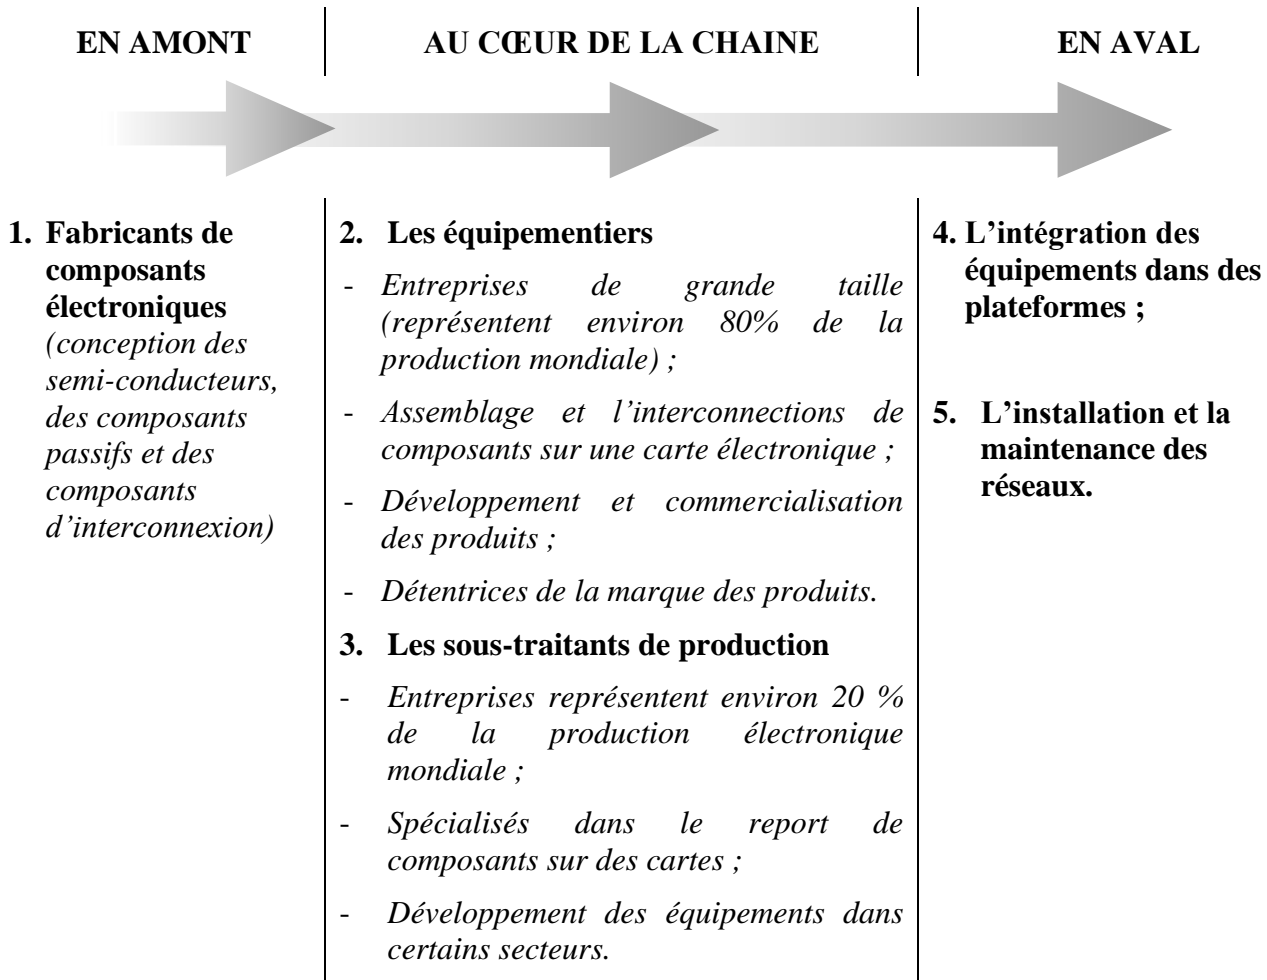 EN AMONT
AU CŒUR DE LA CHAINE
EN AVAL
1. Fabricants de
composants
électroniques
(conception des
semi-conducteurs,
des composants
passifs et des
composants
d’interconnexion)
2. Les équipementiers
- Entreprises de grande taille
(représentent environ 80% de la
production mondiale) ;
- Assemblage et l’interconnections de
composants sur une carte électronique ;
- Développement et commercialisation
des produits ;
- Détentrices de la marque des produits.
3. Les sous-traitants de production
- Entreprises représentent environ 20 %
de la production électronique
mondiale ;
- Spécialisés dans le report de
composants sur des cartes ;
- Développement des équipements dans
certains secteurs.
4. L’intégration des
équipements dans des
plateformes ;
5. L’installation et la
maintenance des
réseaux.